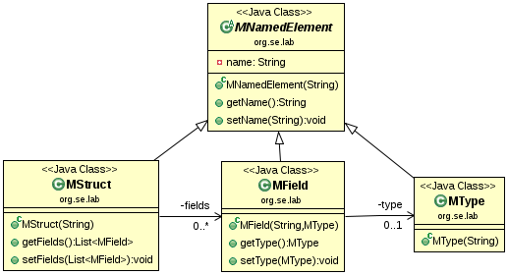 <<Java Class>>
MNamedElement
org.se.lab
name: String
MNamedElement(String)
getName():String
setName(String):void
<<Java Class>>
MStruct
org.se.lab
MStruct(String)
getFields():List<MField>
setFields(List<MField>):void
-fields
0..*
<<Java Class>>
MField
org.se.lab
MField(String,MType)
getType():MType
setType(MType):void
-type
0..1
<<Java Class>>
MType
org.se.lab
MType(String)